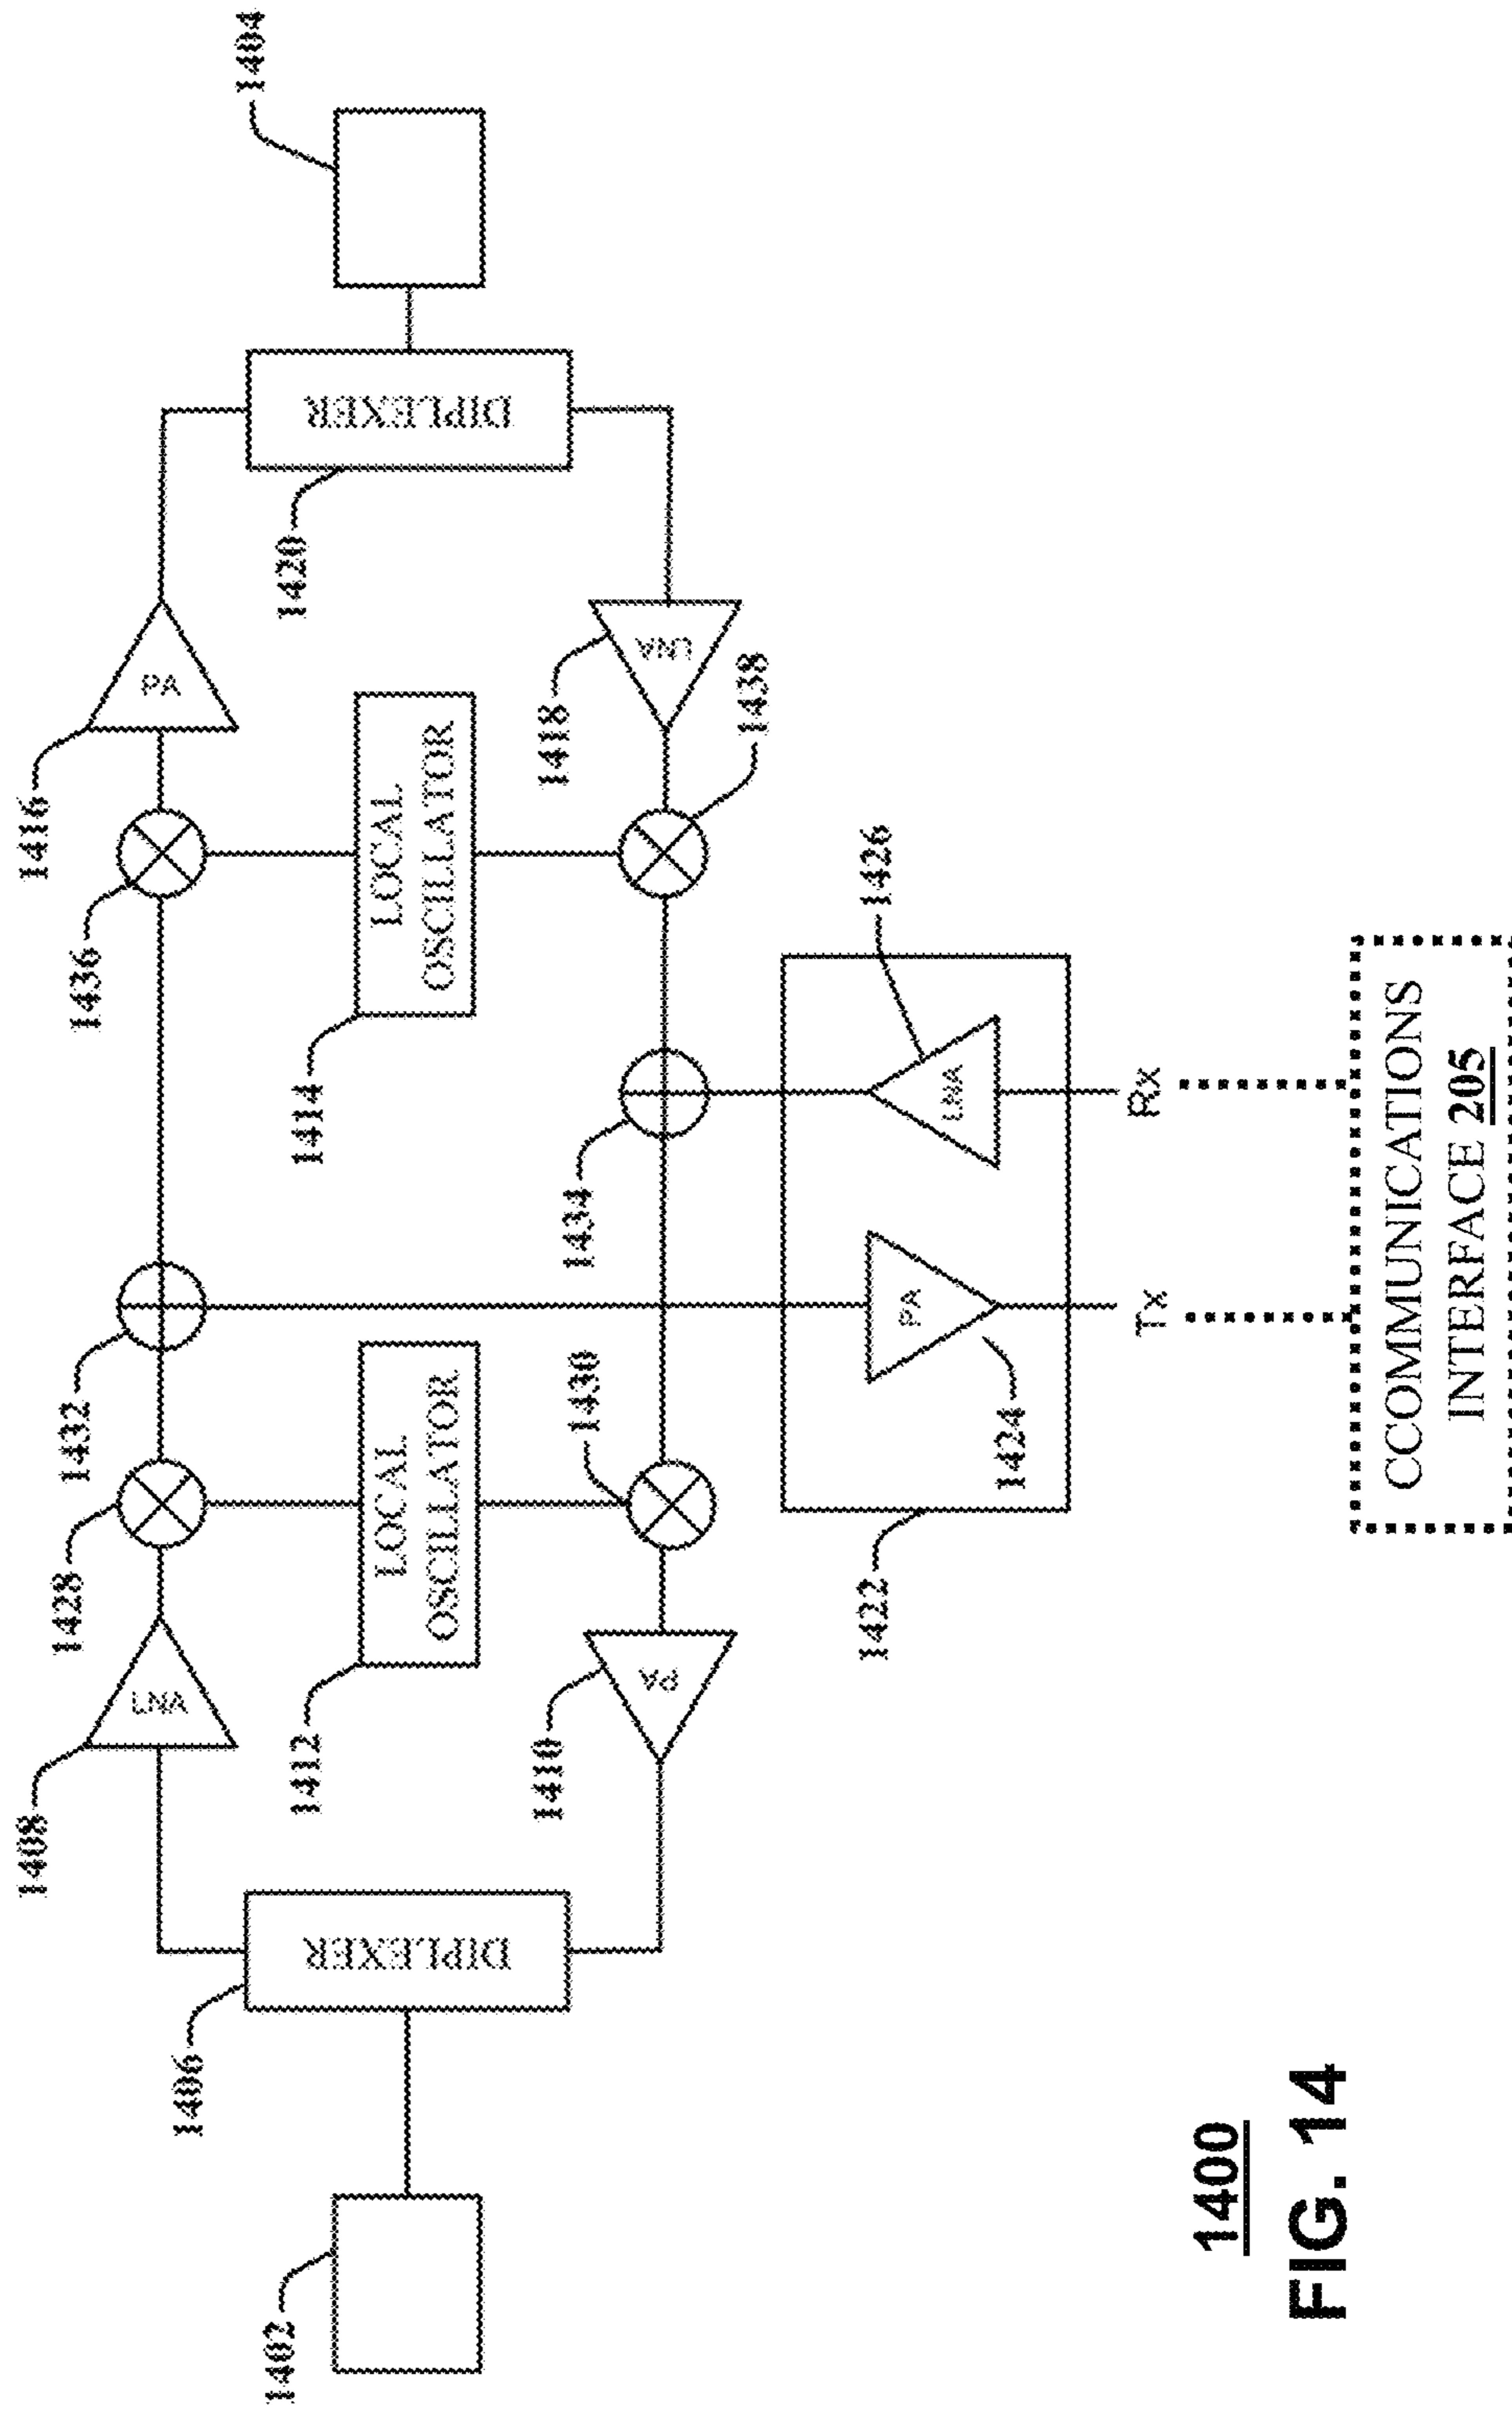 1416
PA
1408
LNA
1436
1432
1428
1404
1420
DIPLEXER
1414
LOCAL
OSCILLATOR
1412
LOCAL
OSCILLATOR
1406
DIPLEXER
1402
1418
LNA
1438
1434
1430
1410
PA
1426
LNA
PA
1424
1422
Rx
Tx
CCOMMUNICATIONS
INTERFACE 205
1400
FIG. 14